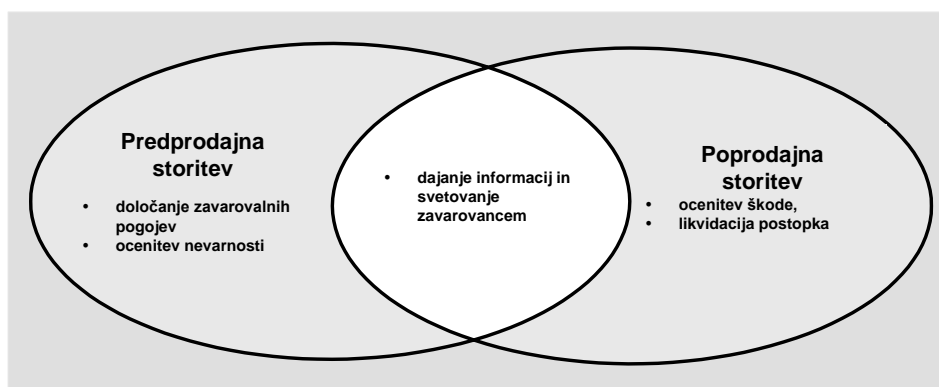 Predprodajna
storitev
• določanje zavarovalnih
pogojev
• ocenitev nevarnosti
• dajanje informacij in
svetovanje
zavarovancem
Poprodajna
storitev
• ocenitev škode,
• likvidacija postopka